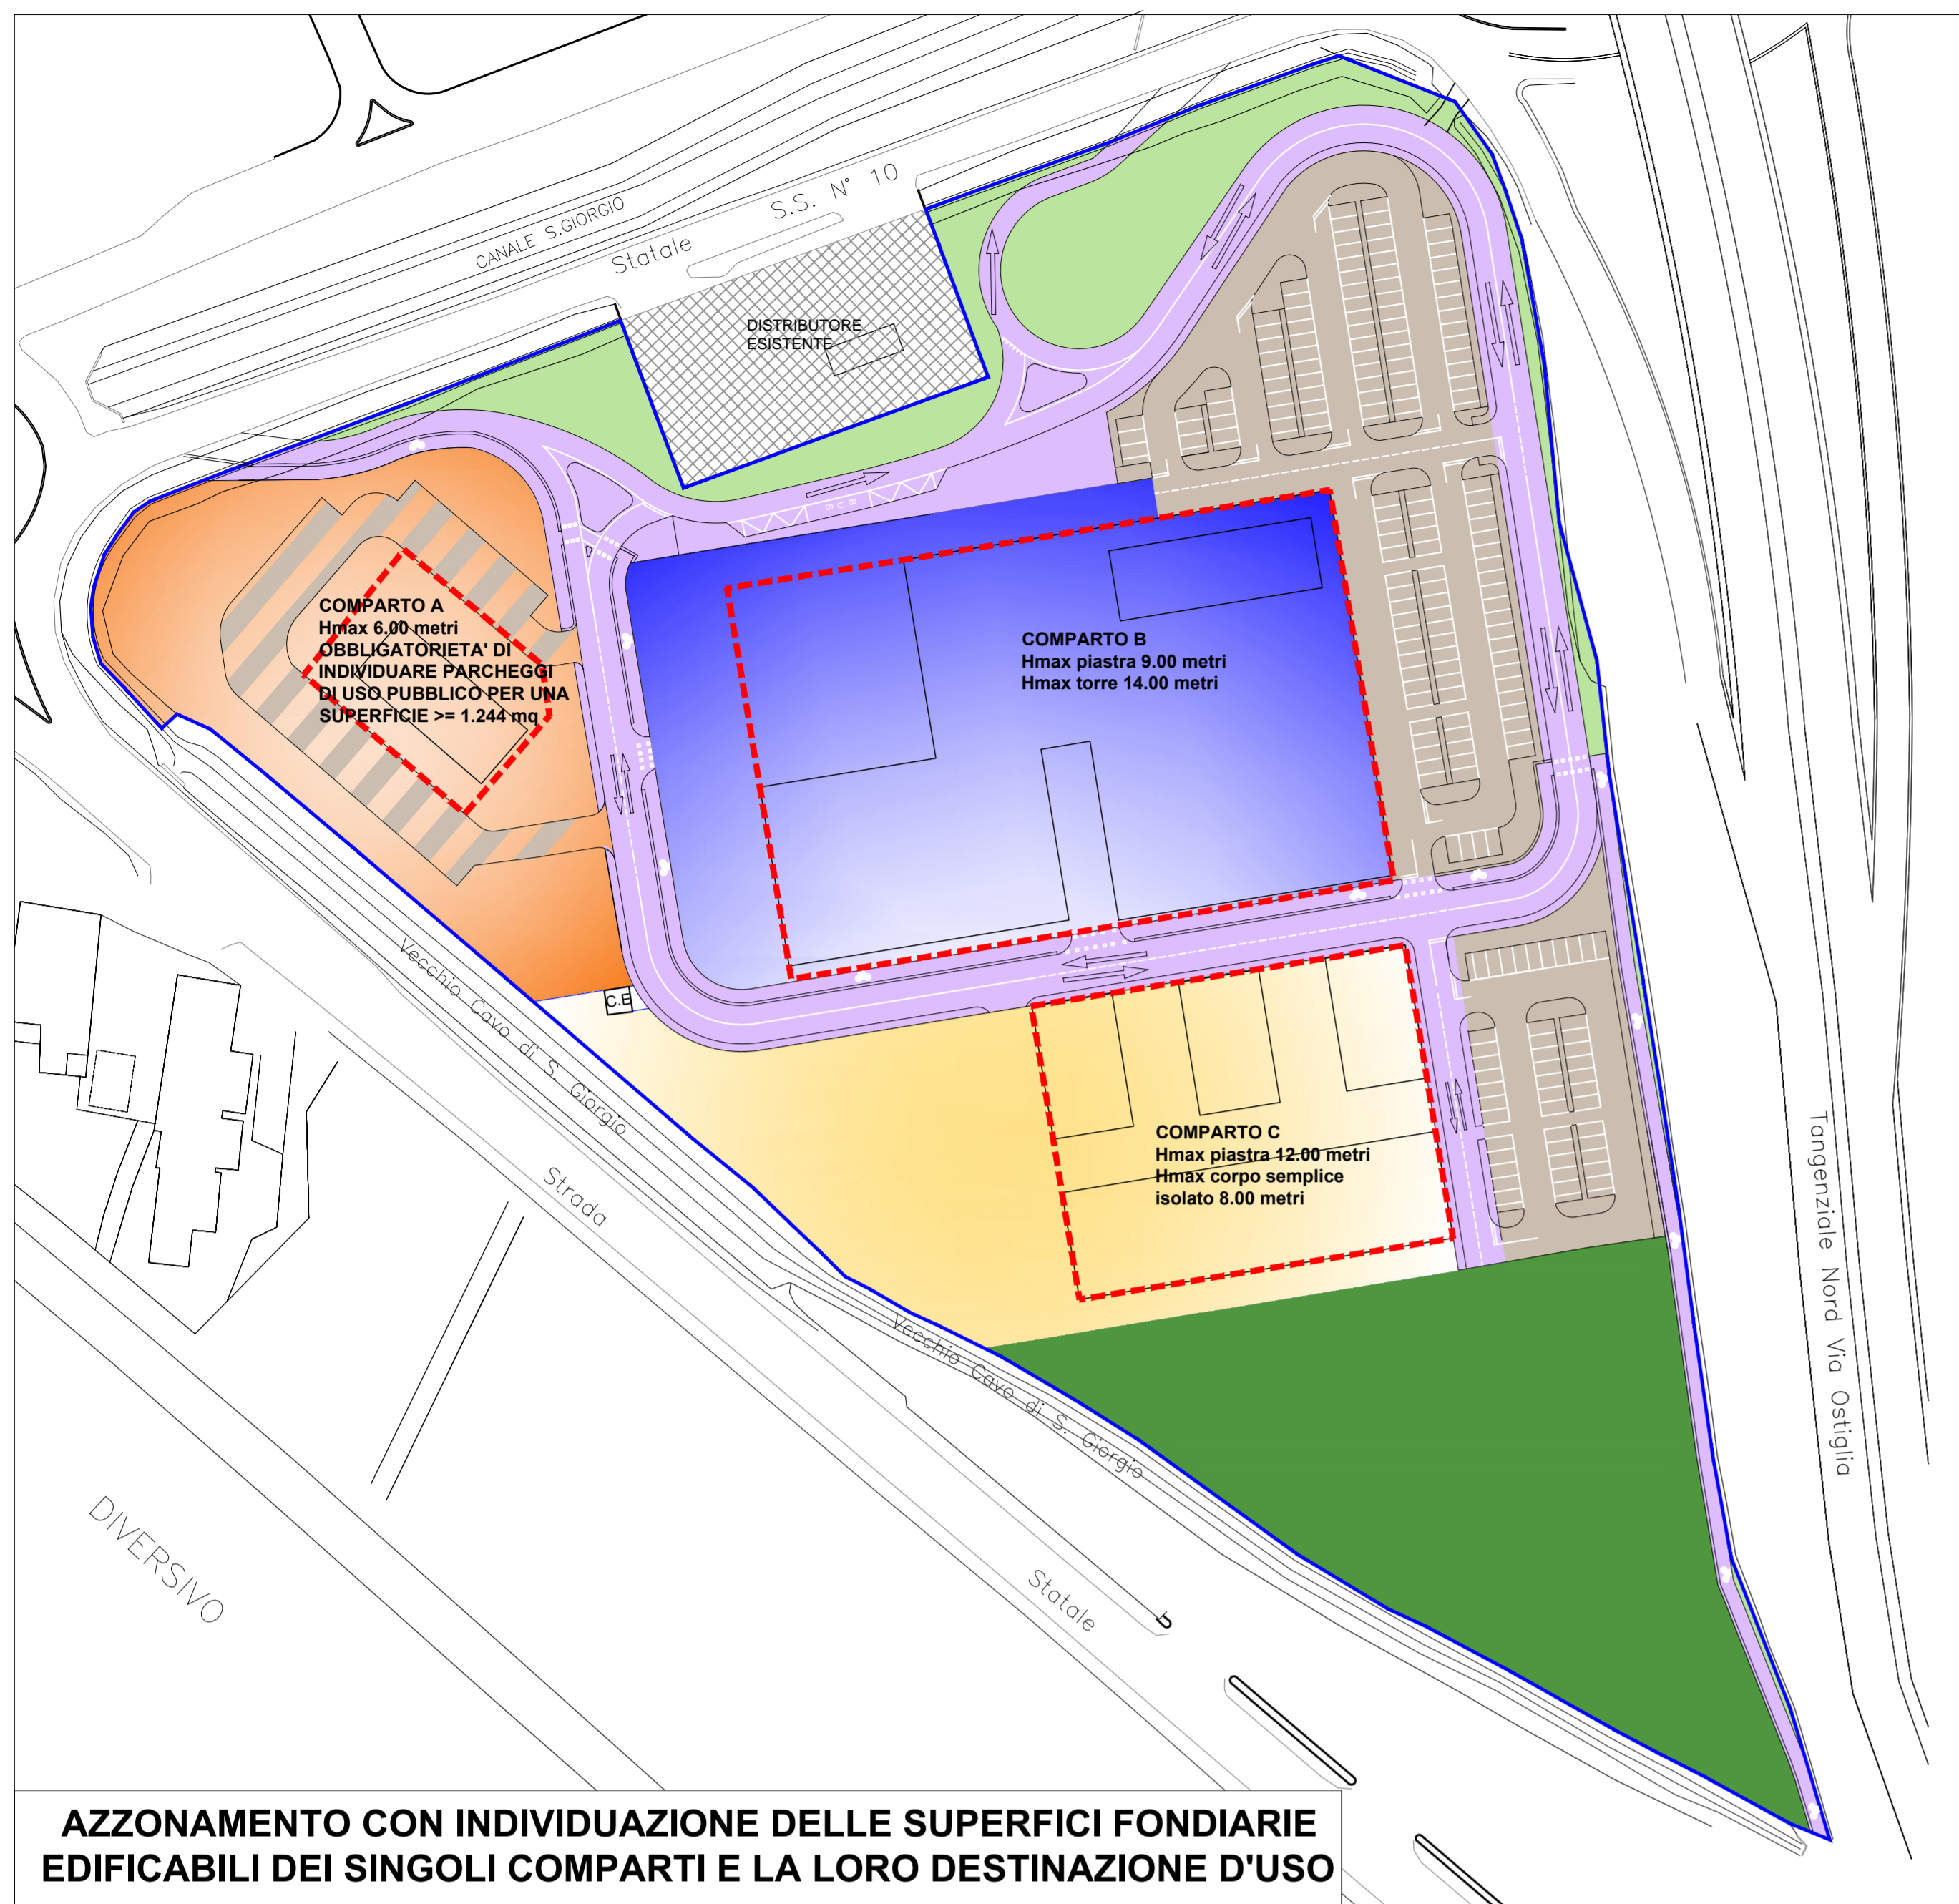 CANALE S.GIORGIO
Statale
S.S. N° 10
DISTRIBUTORE
ESISTENTE
BUS
COMPARTO A
Hmax 6.00 metri
OBBLIGATORIETA' DI
INDIVIDUARE PARCHEGGI
DI USO PUBBLICO PER UNA
SUPERFICIE >= 1.244 mq
COMPARTO B
Hmax piastra 9.00 metri
Hmax torre 14.00 metri
C.E
Vecchio Cavo di S. Giorgio
COMPARTO C
Hmax piastra 12.00 metri
Hmax corpo semplice
isolato 8.00 metri
Strada
Tangenziale Nord Via Ostiglia
Vecchio Cavo di S. Giorgio
DIVERSIVO
Statale
AZZONAMENTO CON INDIVIDUAZIONE DELLE SUPERFICI FONDIARIE
EDIFICABILI DEI SINGOLI COMPARTI E LA LORO DESTINAZIONE D'USO